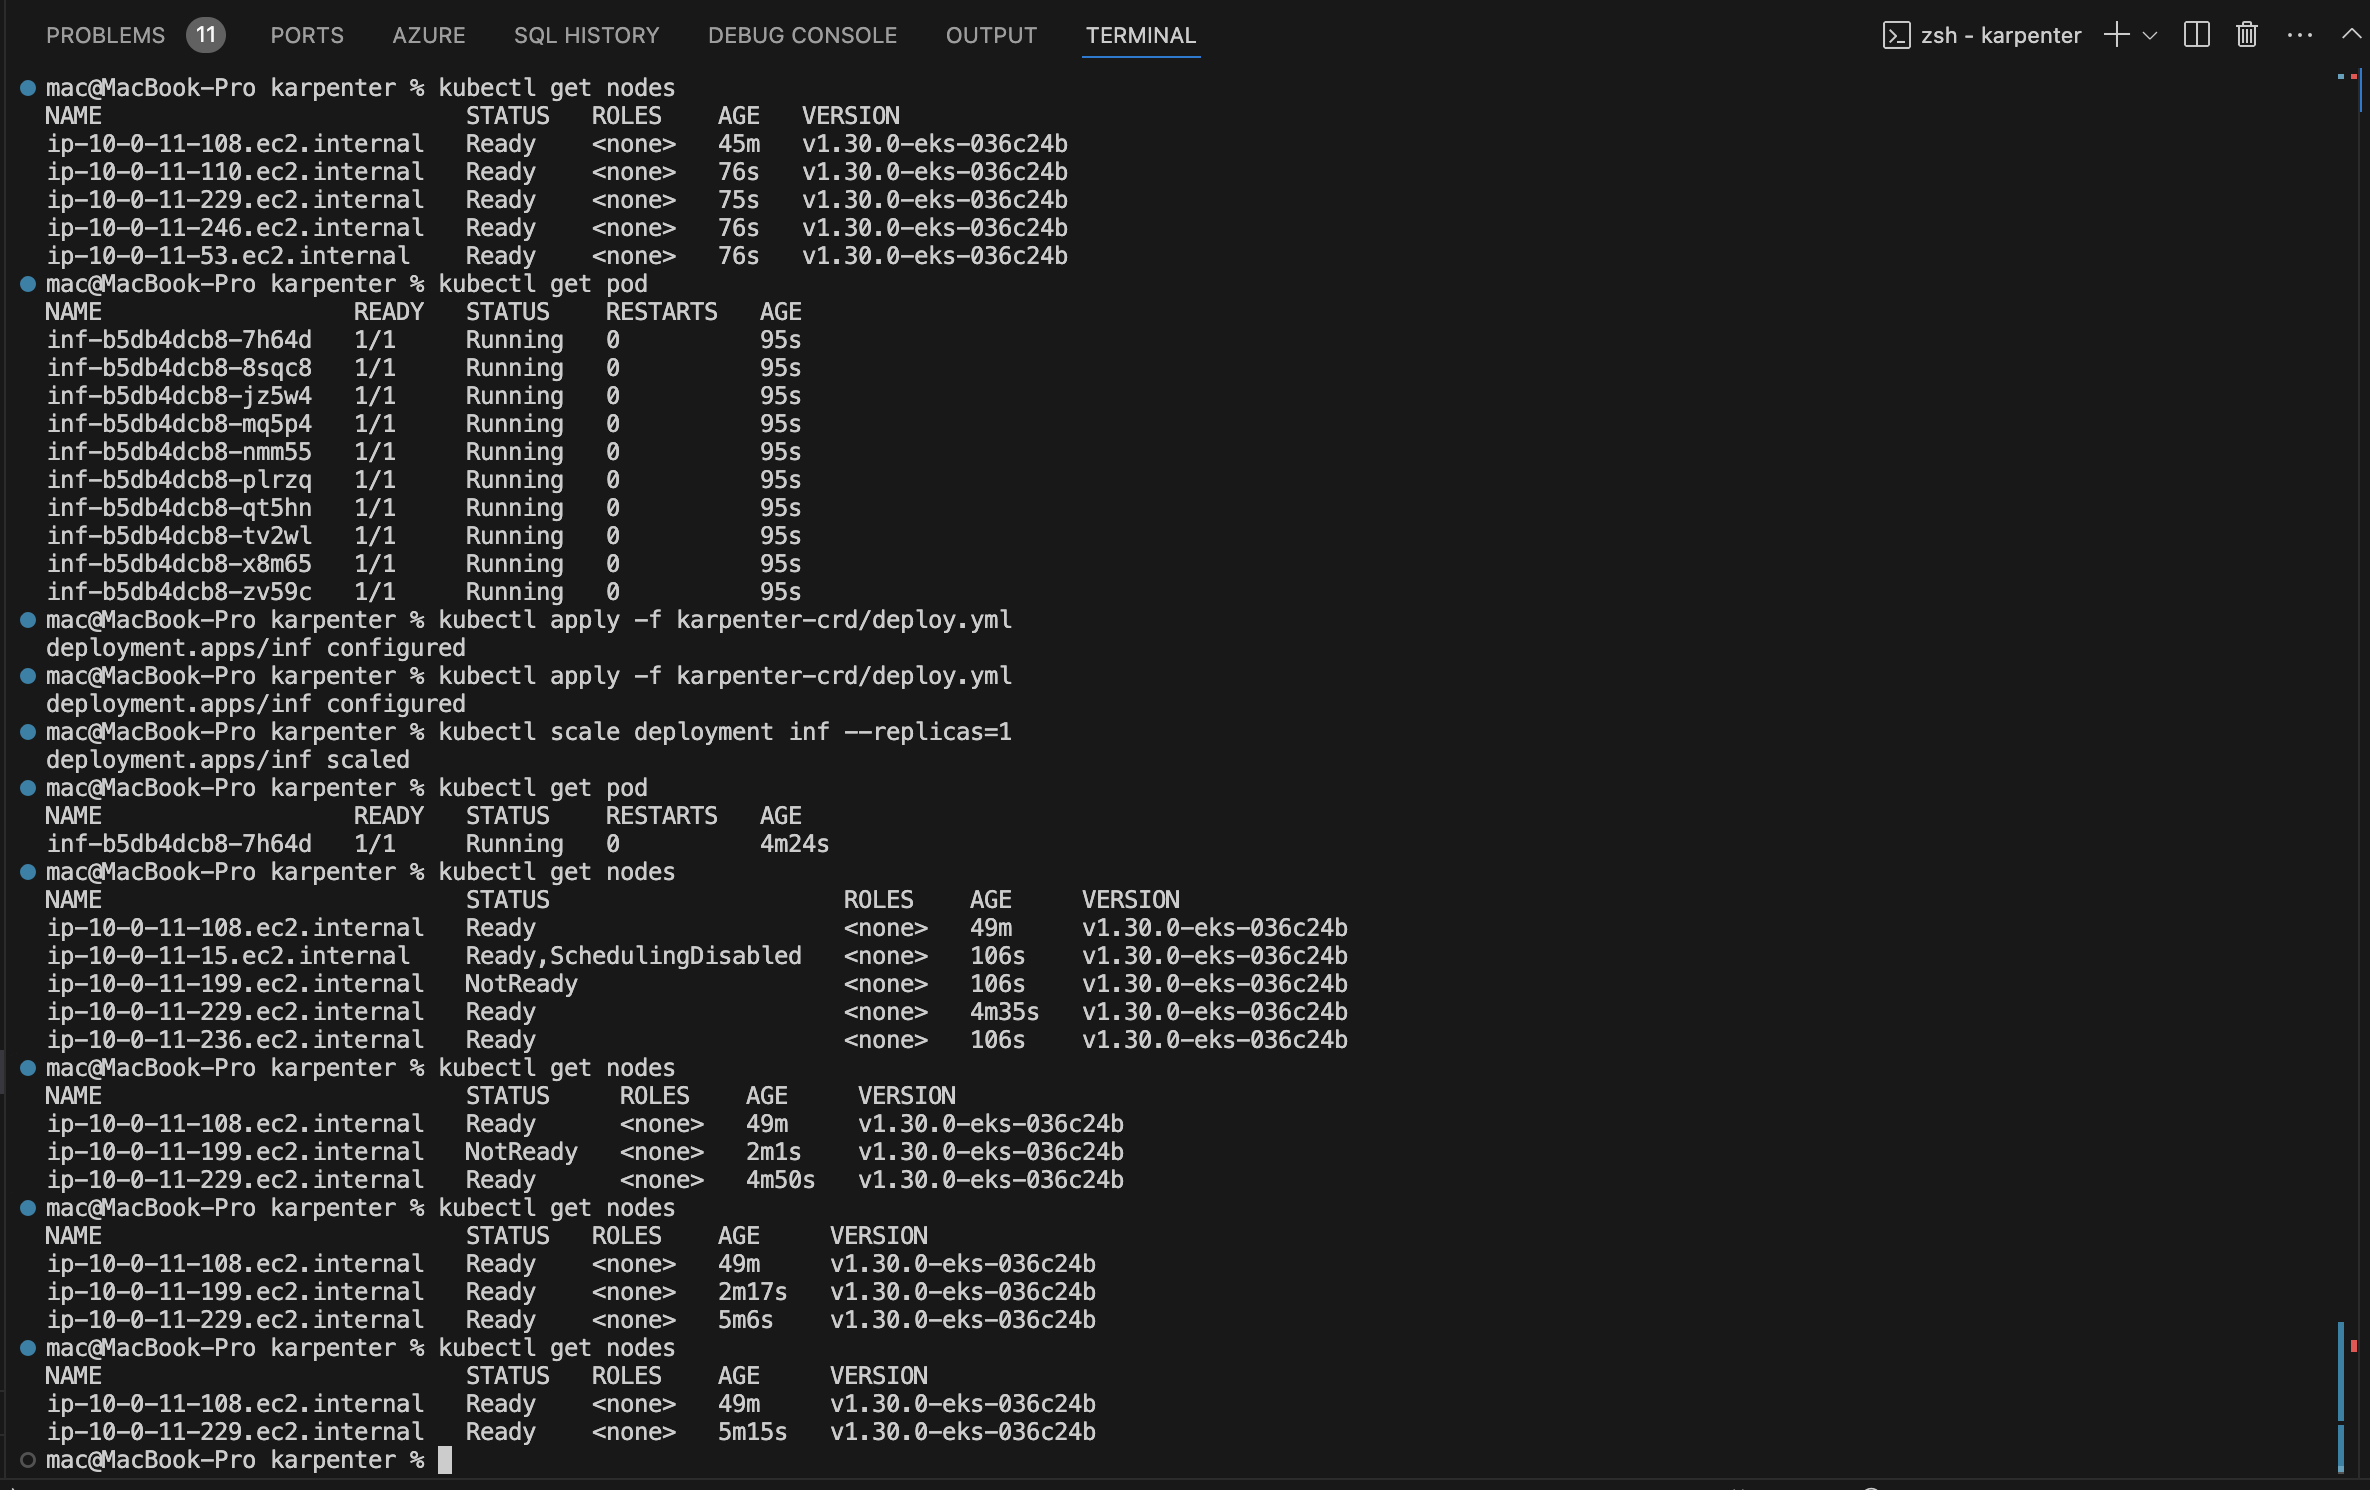 PROBLEMS 11 PORTS AZURE SQL HISTORY DEBUG CONSOLE OUTPUT TERMINAL zsh - karpenter
mac@MacBook-Pro karpenter % kubectl get nodes
NAME STATUS ROLES AGE VERSION
ip-10-0-11-108.ec2.internal Ready <none> 45m v1.30.0-eks-036c24b
ip-10-0-11-110.ec2.internal Ready <none> 76s v1.30.0-eks-036c24b
ip-10-0-11-229.ec2.internal Ready <none> 75s v1.30.0-eks-036c24b
ip-10-0-11-246.ec2.internal Ready <none> 76s v1.30.0-eks-036c24b
ip-10-0-11-53.ec2.internal Ready <none> 76s v1.30.0-eks-036c24b
mac@MacBook-Pro karpenter % kubectl get pod
NAME READY STATUS RESTARTS AGE
inf-b5db4dcb8-7h64d 1/1 Running 0 95s
inf-b5db4dcb8-8sqc8 1/1 Running 0 95s
inf-b5db4dcb8-jz5w4 1/1 Running 0 95s
inf-b5db4dcb8-mq5p4 1/1 Running 0 95s
inf-b5db4dcb8-nmm55 1/1 Running 0 95s
inf-b5db4dcb8-plrzq 1/1 Running 0 95s
inf-b5db4dcb8-qt5hn 1/1 Running 0 95s
inf-b5db4dcb8-tv2wl 1/1 Running 0 95s
inf-b5db4dcb8-x8m65 1/1 Running 0 95s
inf-b5db4dcb8-zv59c 1/1 Running 0 95s
mac@MacBook-Pro karpenter % kubectl apply -f karpenter-crd/deploy.yml
deployment.apps/inf configured
mac@MacBook-Pro karpenter % kubectl apply -f karpenter-crd/deploy.yml
deployment.apps/inf configured
mac@MacBook-Pro karpenter % kubectl scale deployment inf --replicas=1
deployment.apps/inf scaled
mac@MacBook-Pro karpenter % kubectl get pod
NAME READY STATUS RESTARTS AGE
inf-b5db4dcb8-7h64d 1/1 Running 0 4m24s
mac@MacBook-Pro karpenter % kubectl get nodes
NAME STATUS ROLES AGE VERSION
ip-10-0-11-108.ec2.internal Ready <none> 49m v1.30.0-eks-036c24b
ip-10-0-11-15.ec2.internal Ready,SchedulingDisabled <none> 106s v1.30.0-eks-036c24b
ip-10-0-11-199.ec2.internal NotReady <none> 106s v1.30.0-eks-036c24b
ip-10-0-11-229.ec2.internal Ready <none> 4m35s v1.30.0-eks-036c24b
ip-10-0-11-236.ec2.internal Ready <none> 106s v1.30.0-eks-036c24b
mac@MacBook-Pro karpenter % kubectl get nodes
NAME STATUS ROLES AGE VERSION
ip-10-0-11-108.ec2.internal Ready <none> 49m v1.30.0-eks-036c24b
ip-10-0-11-199.ec2.internal NotReady <none> 2m1s v1.30.0-eks-036c24b
ip-10-0-11-229.ec2.internal Ready <none> 4m50s v1.30.0-eks-036c24b
mac@MacBook-Pro karpenter % kubectl get nodes
NAME STATUS ROLES AGE VERSION
ip-10-0-11-108.ec2.internal Ready <none> 49m v1.30.0-eks-036c24b
ip-10-0-11-199.ec2.internal Ready <none> 2m17s v1.30.0-eks-036c24b
ip-10-0-11-229.ec2.internal Ready <none> 5m6s v1.30.0-eks-036c24b
mac@MacBook-Pro karpenter % kubectl get nodes
NAME STATUS ROLES AGE VERSION
ip-10-0-11-108.ec2.internal Ready <none> 49m v1.30.0-eks-036c24b
ip-10-0-11-229.ec2.internal Ready <none> 5m15s v1.30.0-eks-036c24b
mac@MacBook-Pro karpenter %